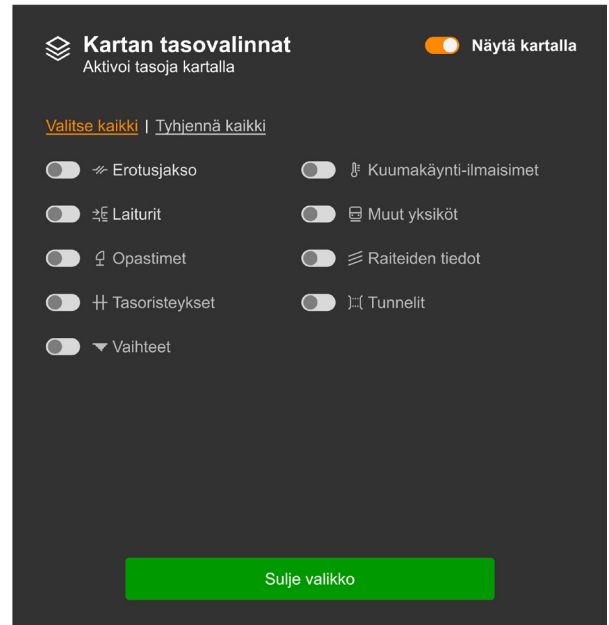 Kartan tasovalinnat
Aktivoi tasoja kartalla
Näytä kartalla
Valitse kaikki | Tyhjennä kaikki
Erotusjakso
Kuumakäynti-ilmaisimet
Laiturit
Muut yksiköt
Opastimet
Raiteiden tiedot
Tasoristeykset
Tunnelit
Vaihteet
Sulje valikko